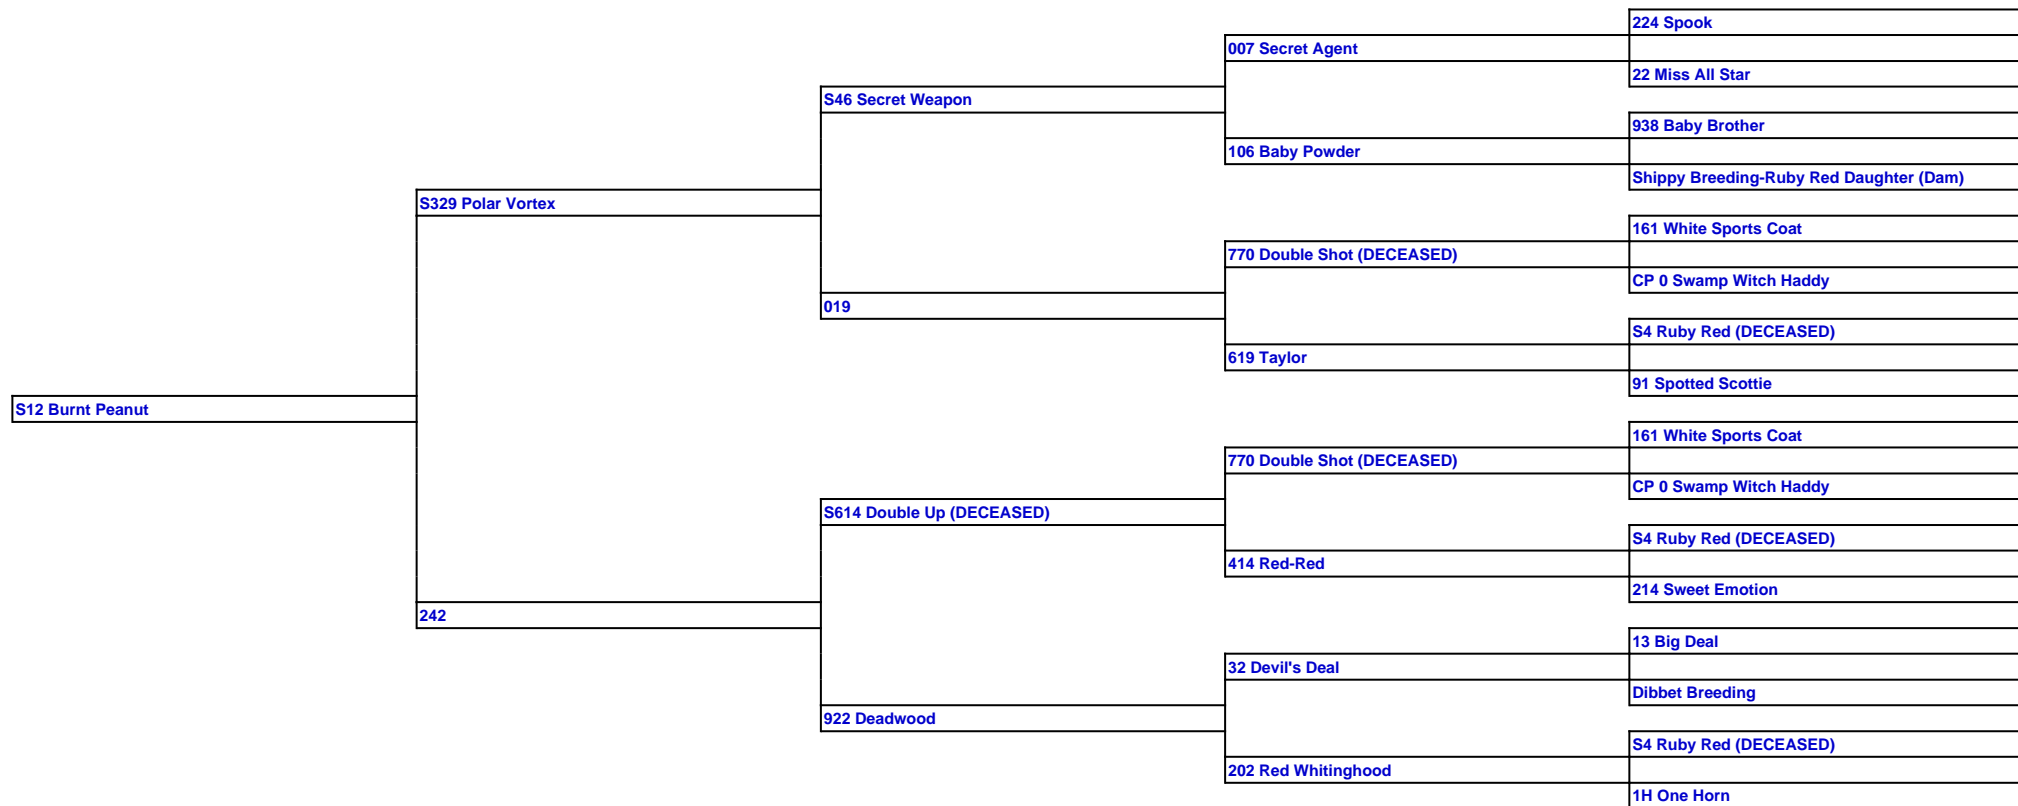 224 Spook
007 Secret Agent
22 Miss All Star
S46 Secret Weapon
938 Baby Brother
106 Baby Powder
Shippy Breeding-Ruby Red Daughter (Dam)
S329 Polar Vortex
161 White Sports Coat
770 Double Shot (DECEASED)
CP 0 Swamp Witch Haddy
019
S4 Ruby Red (DECEASED)
619 Taylor
91 Spotted Scottie
S12 Burnt Peanut
161 White Sports Coat
770 Double Shot (DECEASED)
CP 0 Swamp Witch Haddy
S614 Double Up (DECEASED)
S4 Ruby Red (DECEASED)
414 Red-Red
214 Sweet Emotion
242
13 Big Deal
32 Devil's Deal
Dibbet Breeding
922 Deadwood
S4 Ruby Red (DECEASED)
202 Red Whitinghood
1H One Horn